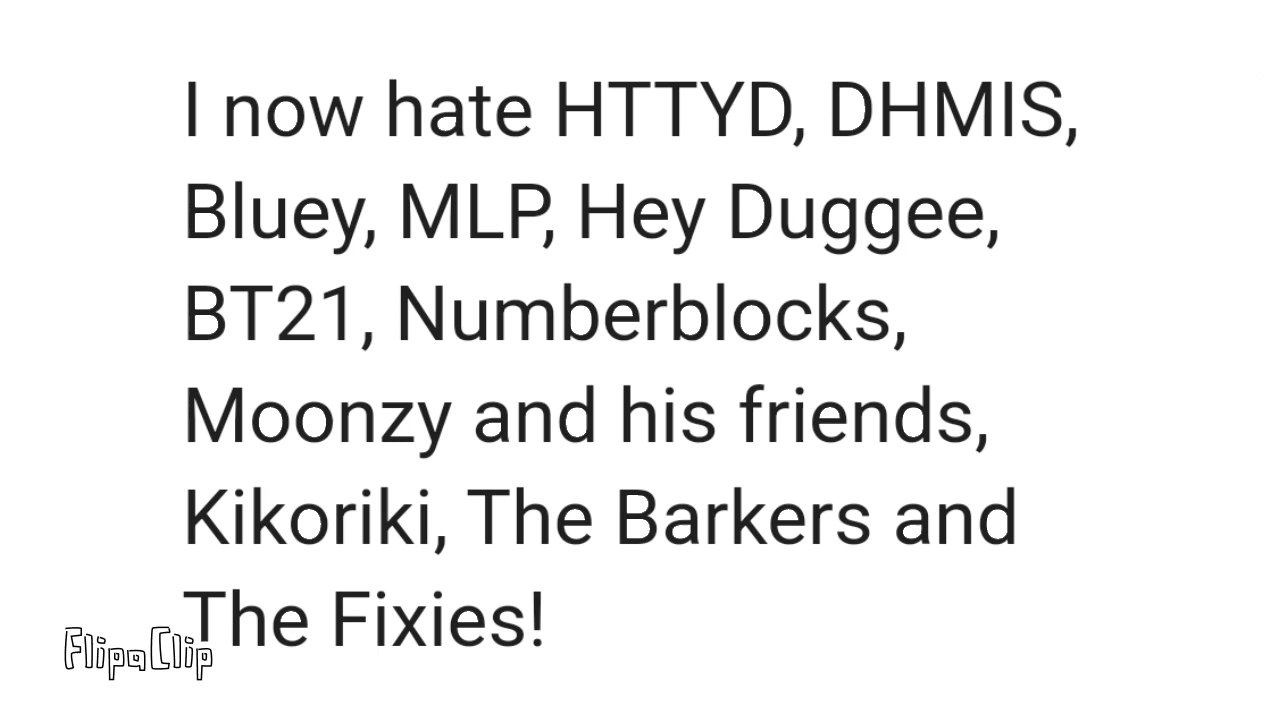 I now hate HTTYD, DHMIS,
Bluey, MLP, Hey Duggee,
BT21, Numberblocks,
Moonzy and his friends,
Kikoriki, The Barkers and
The Fixies!
FlipaClip